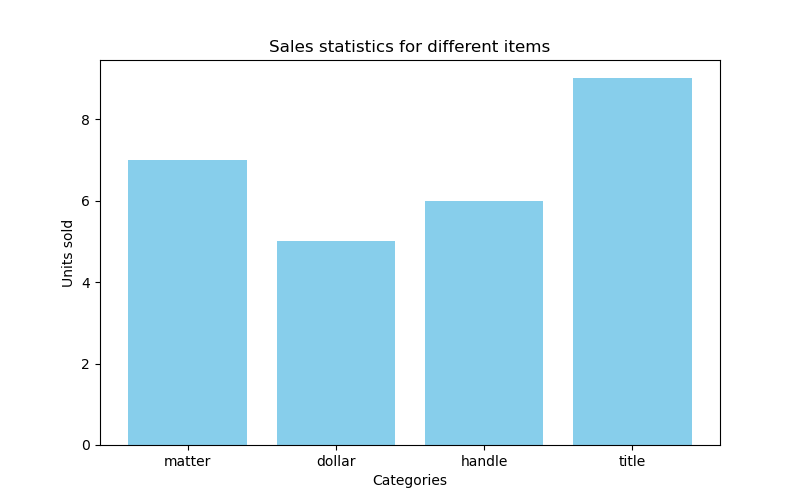 Sales statistics for different items
8
6
4
2
0
Units sold
matter dollar handle title
Categories